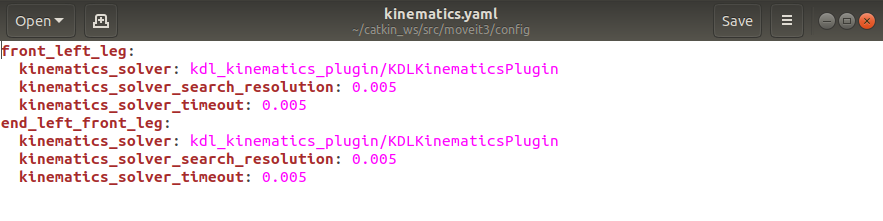 Open
kinematics.yaml
~/catkin_ws/src/moveit3/config
Save
front_left_leg:
  kinematics_solver: kdl_kinematics_plugin/KDLKinematicsPlugin
  kinematics_solver_search_resolution: 0.005
  kinematics_solver_timeout: 0.005
end_left_front_leg:
  kinematics_solver: kdl_kinematics_plugin/KDLKinematicsPlugin
  kinematics_solver_search_resolution: 0.005
  kinematics_solver_timeout: 0.005